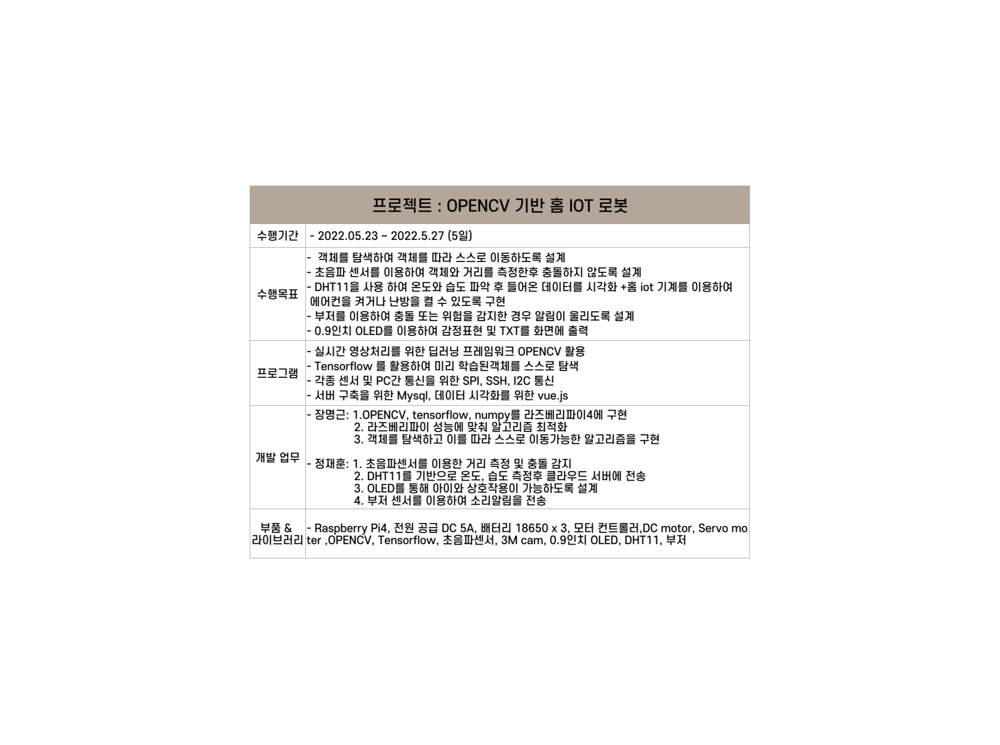 프로젝트 : OPENCV 기반 홈 IOT 로봇
수행기간
- 2022.05.23 ~ 2022.5.27 (5일)
수행목표
- 객체를 탐색하여 객체를 따라 스스로 이동하도록 설계
- 초음파 센서를 이용하여 객체와 거리를 측정한후 충돌하지 않도록 설계
- DHT11을 사용 하여 온도와 습도 파악 후 들어온 데이터를 시각화 +홈 iot 기계를 이용하여
에어컨을 켜거나 난방을 켤 수 있도록 구현
- 부저를 이용하여 충돌 또는 위험을 감지한 경우 알림이 울리도록 설계
- 0.9인치 OLED를 이용하여 감정표현 및 TXT를 화면에 출력
프로그램
- 실시간 영상처리를 위한 딥러닝 프레임워크 OPENCV 활용
- Tensorflow 를 활용하여 미리 학습된객체를 스스로 탐색
- 각종 센서 및 PC간 통신을 위한 SPI, SSH, I2C 통신
- 서버 구축을 위한 Mysql, 데이터 시각화를 위한 vue.js
개발 업무
- 장명근: 1.OPENCV, tensorflow, numpy를 라즈베리파이4에 구현
2. 라즈베리파이 성능에 맞춰 알고리즘 최적화
3. 객체를 탐색하고 이를 따라 스스로 이동가능한 알고리즘을 구현
- 정재훈: 1. 초음파센서를 이용한 거리 측정 및 충돌 감지
2. DHT11를 기반으로 온도, 습도 측정후 클라우드 서버에 전송
3. OLED를 통해 아이와 상호작용이 가능하도록 설계
4. 부저 센서를 이용하여 소리알림을 전송
부품 &
라이브러리
- Raspberry Pi4, 전원 공급 DC 5A, 배터리 18650 x 3, 모터 컨트롤러,DC motor, Servo mo
ter ,OPENCV, Tensorflow, 초음파센서, 3M cam, 0.9인치 OLED, DHT11, 부저